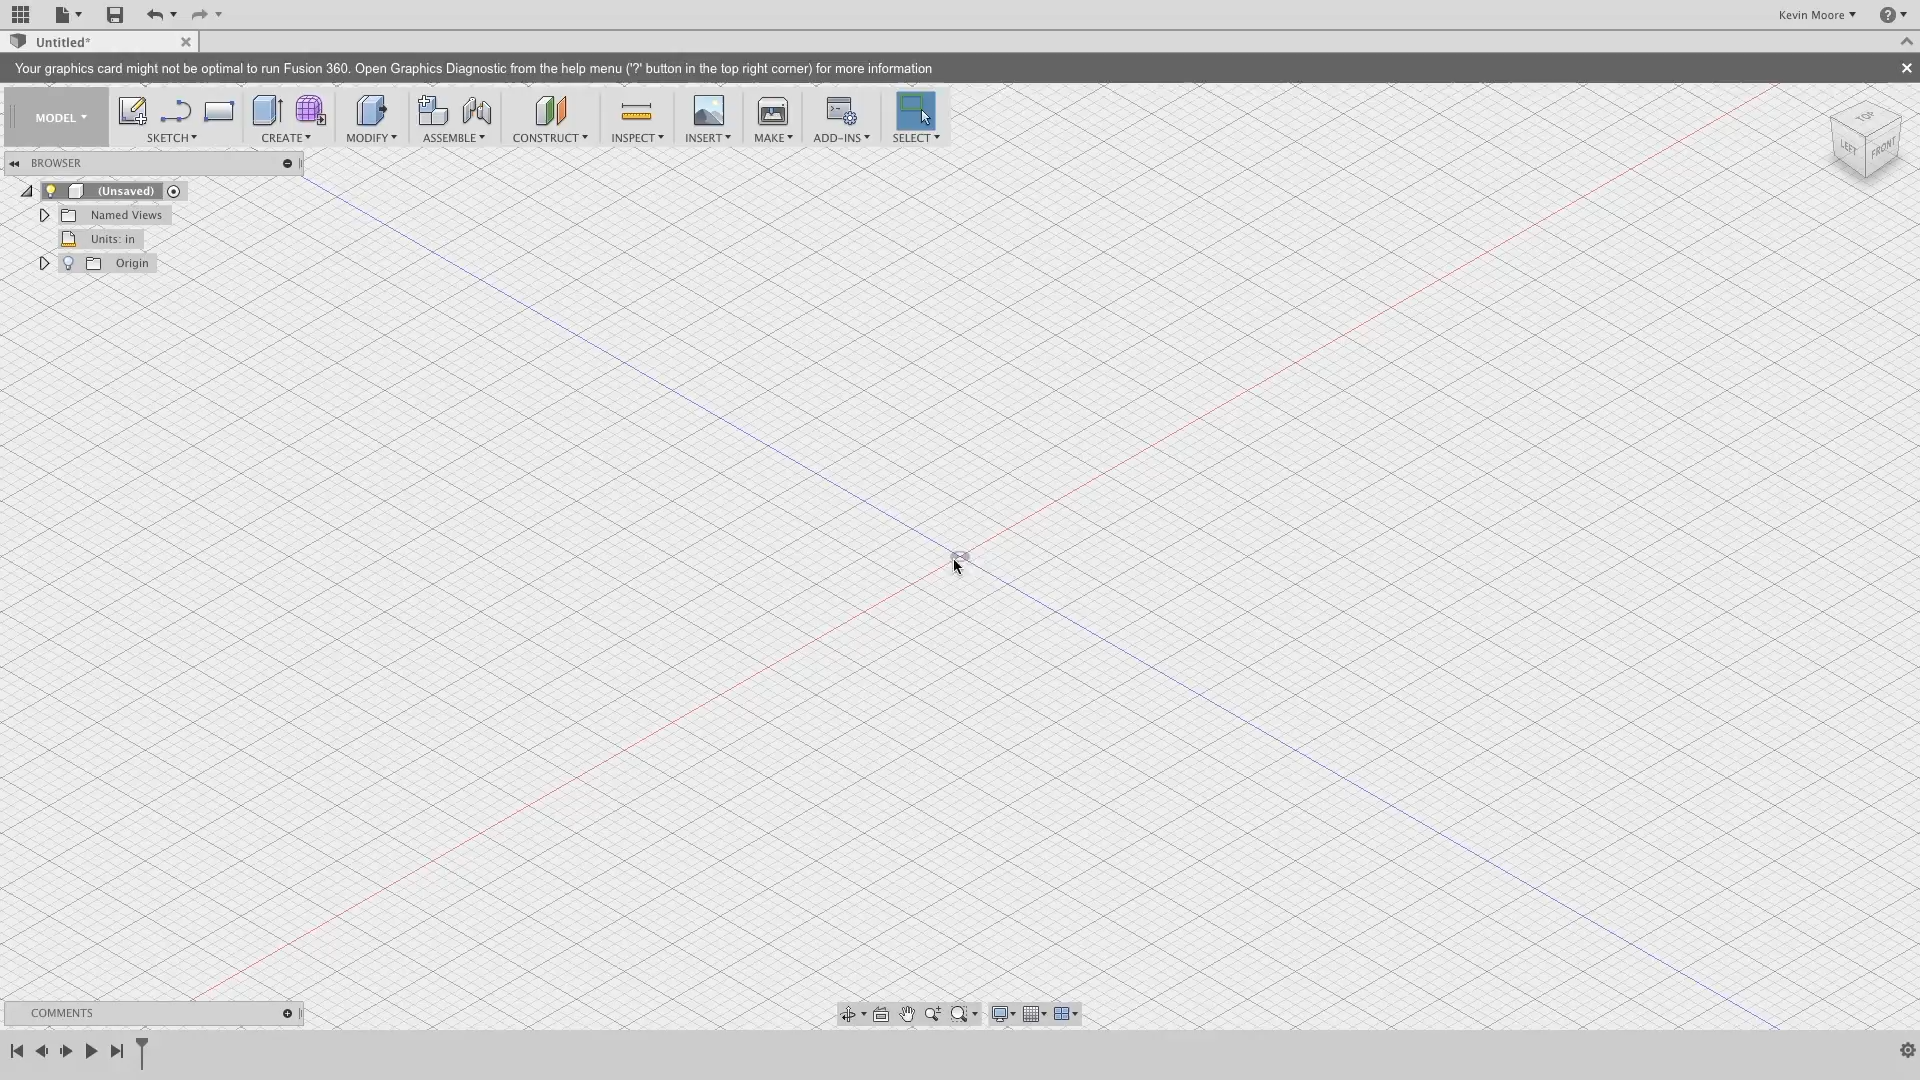 Kevin Moore
?
Untitled*
Your graphics card might not be optimal to run Fusion 360. Open Graphics Diagnostic from the help menu ('?' button in the top right corner) for more information
MODEL
SKETCH
CREATE
MODIFY
ASSEMBLE
CONSTRUCT
INSPECT
INSERT
MAKE
ADD-INS
SELECT
TOP
LEFT
FRONT
BROWSER
(Unsaved)
Named Views
Units: in
Origin
COMMENTS